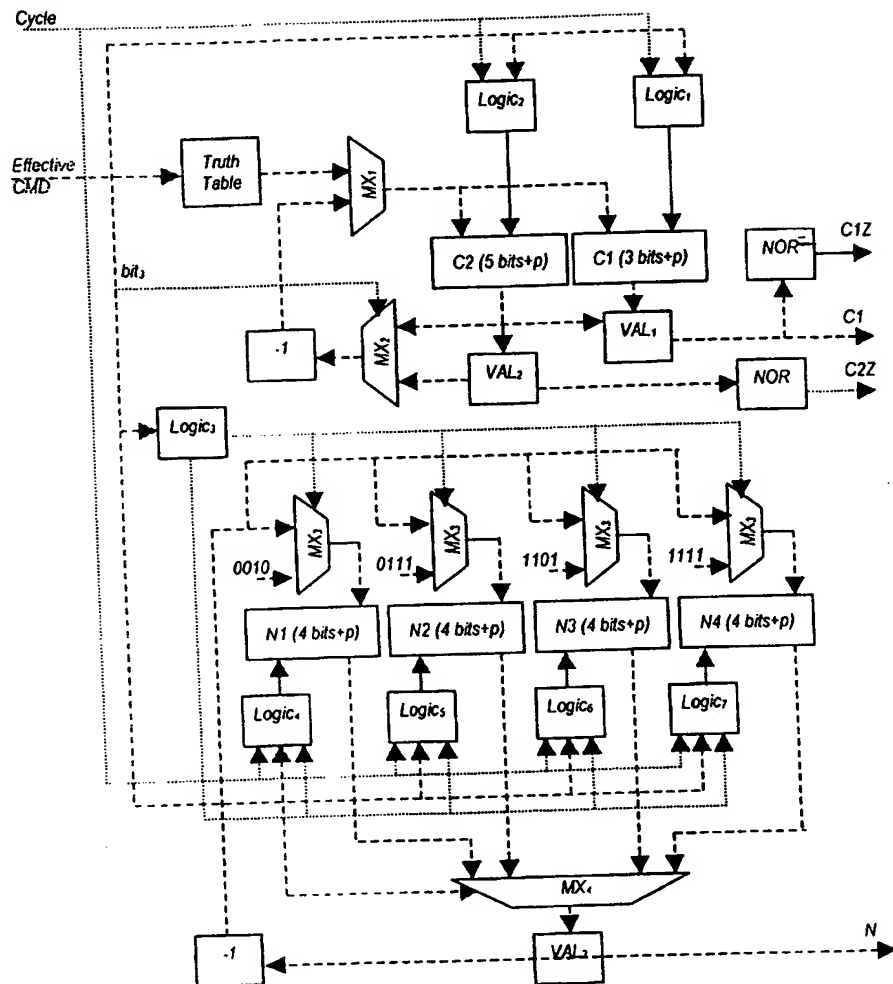 Cycle
Logic₂
Logic₁
Effective
CMD
Truth
Table
MX₁
C2 (5 bits+p)
C1 (3 bits+p)
NOR
C1Z
bit₃
-1
MX₂
VAL₁
C1
VAL₂
NOR
C2Z
Logic₃
MX₃
MX₃
MX₃
MX₃
0010
0111
1101
1111
N1 (4 bits+p)
N2 (4 bits+p)
N3 (4 bits+p)
N4 (4 bits+p)
Logic₄
Logic₅
Logic₆
Logic₇
MX₄
-1
VAL₃
N